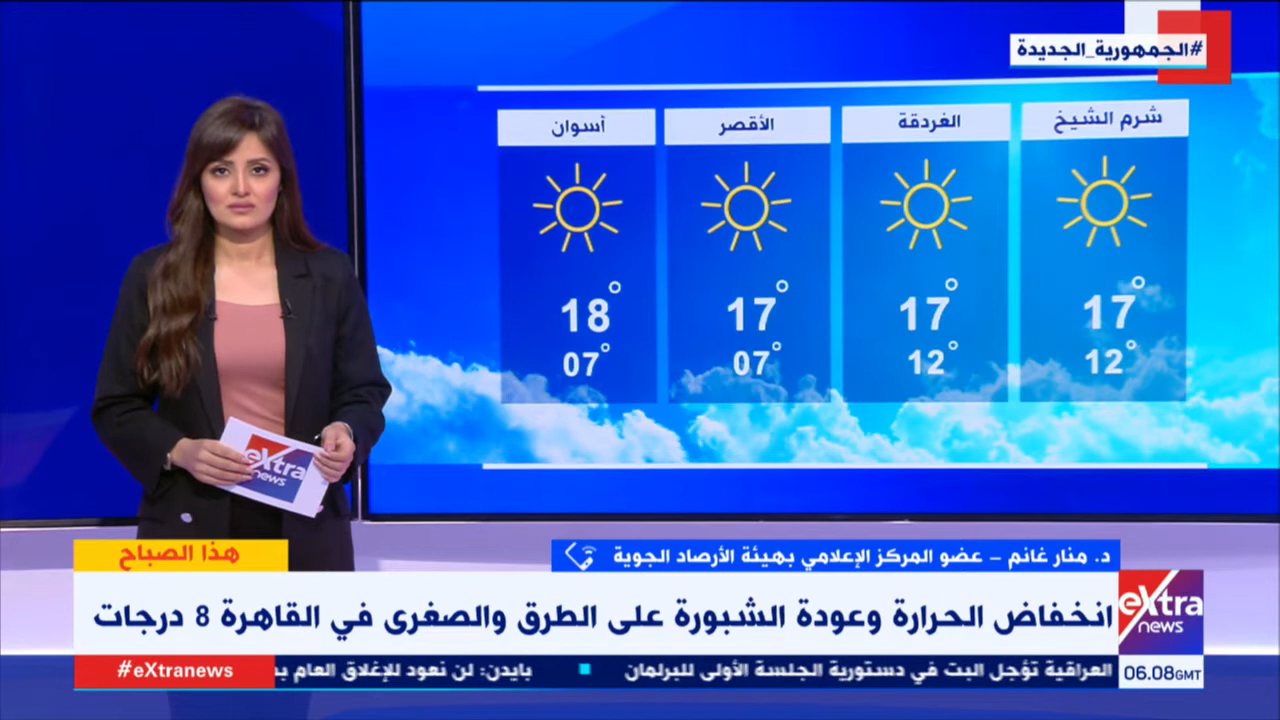 #الجمهورية_الجديدة
شرم الشيخ
الغردقة
الأقصر
أسوان
17°
17°
17°
18°
12°
12°
07°
07°
eXtra
news
هذا الصباح
د. منار غانم – عضو المركز الإعلامي بهيئة الأرصاد الجوية
انخفاض الحرارة وعودة الشبورة على الطرق والصغرى في القاهرة 8 درجات
eXtra
news
العراقية تؤجل البت في دستورية الجلسة الأولى للبرلمان ■ بايدن: لن نعود للإغلاق العام
#eXtranews
06.08GMT